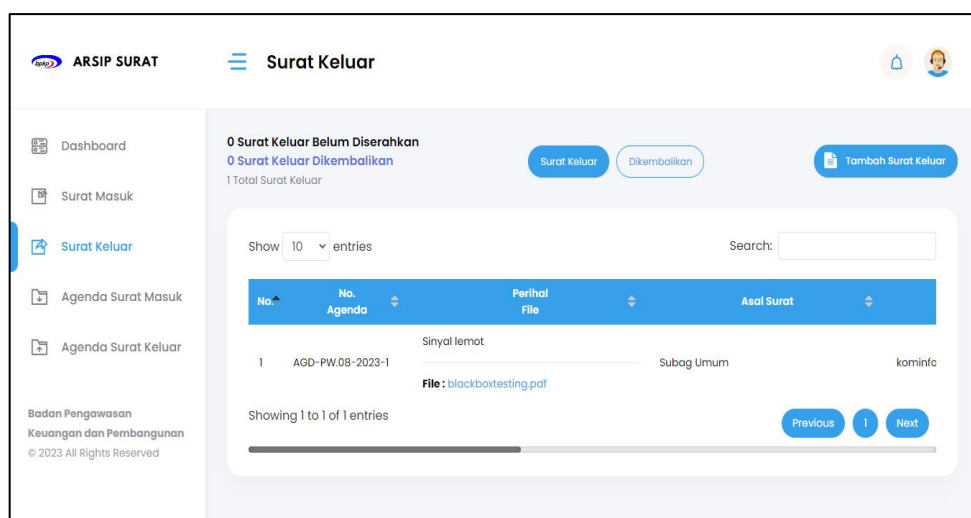 bpkp
ARSIP SURAT
Surat Keluar
Dashboard
Surat Masuk
Surat Keluar
Agenda Surat Masuk
Agenda Surat Keluar
Badan Pengawasan
Keuangan dan Pembangunan
© 2023 All Rights Reserved
0 Surat Keluar Belum Diserahkan
0 Surat Keluar Dikembalikan
1 Total Surat Keluar
Surat Keluar
Dikembalikan
Tambah Surat Keluar
Show 10 entries
Search:
No.
No.
Agenda
Perihal
File
Asal Surat
1
AGD-PW.08-2023-1
Sinyal lemot
File : blackboxtesting.pdf
Subag Umum
kominfo
Showing 1 to 1 of 1 entries
Previous 1 Next